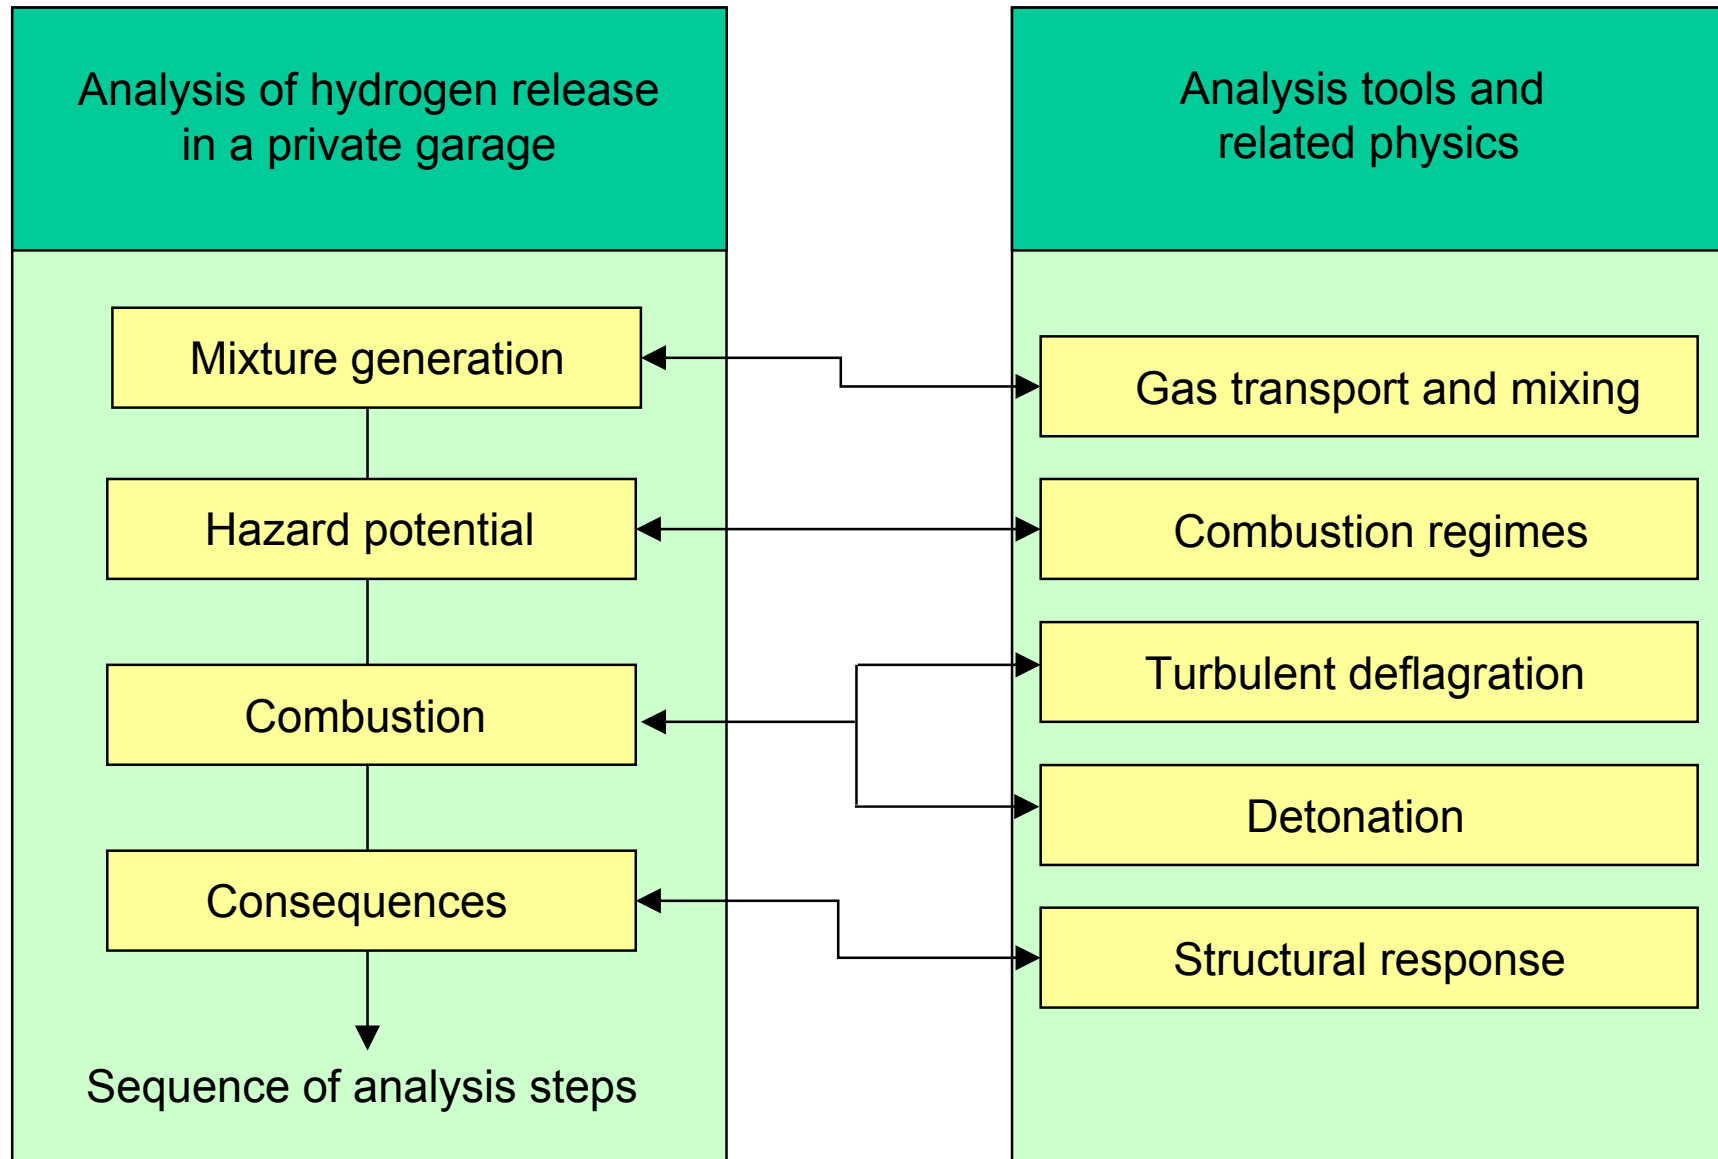 Analysis of hydrogen release
in a private garage
Mixture generation
Hazard potential
Combustion
Consequences
Sequence of analysis steps
Analysis tools and
related physics
Gas transport and mixing
Combustion regimes
Turbulent deflagration
Detonation
Structural response